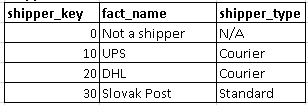 shipper_key fact_name shipper_type
0 Not a shipper N/A
10 UPS Courier
20 DHL Courier
30 Slovak Post Standard